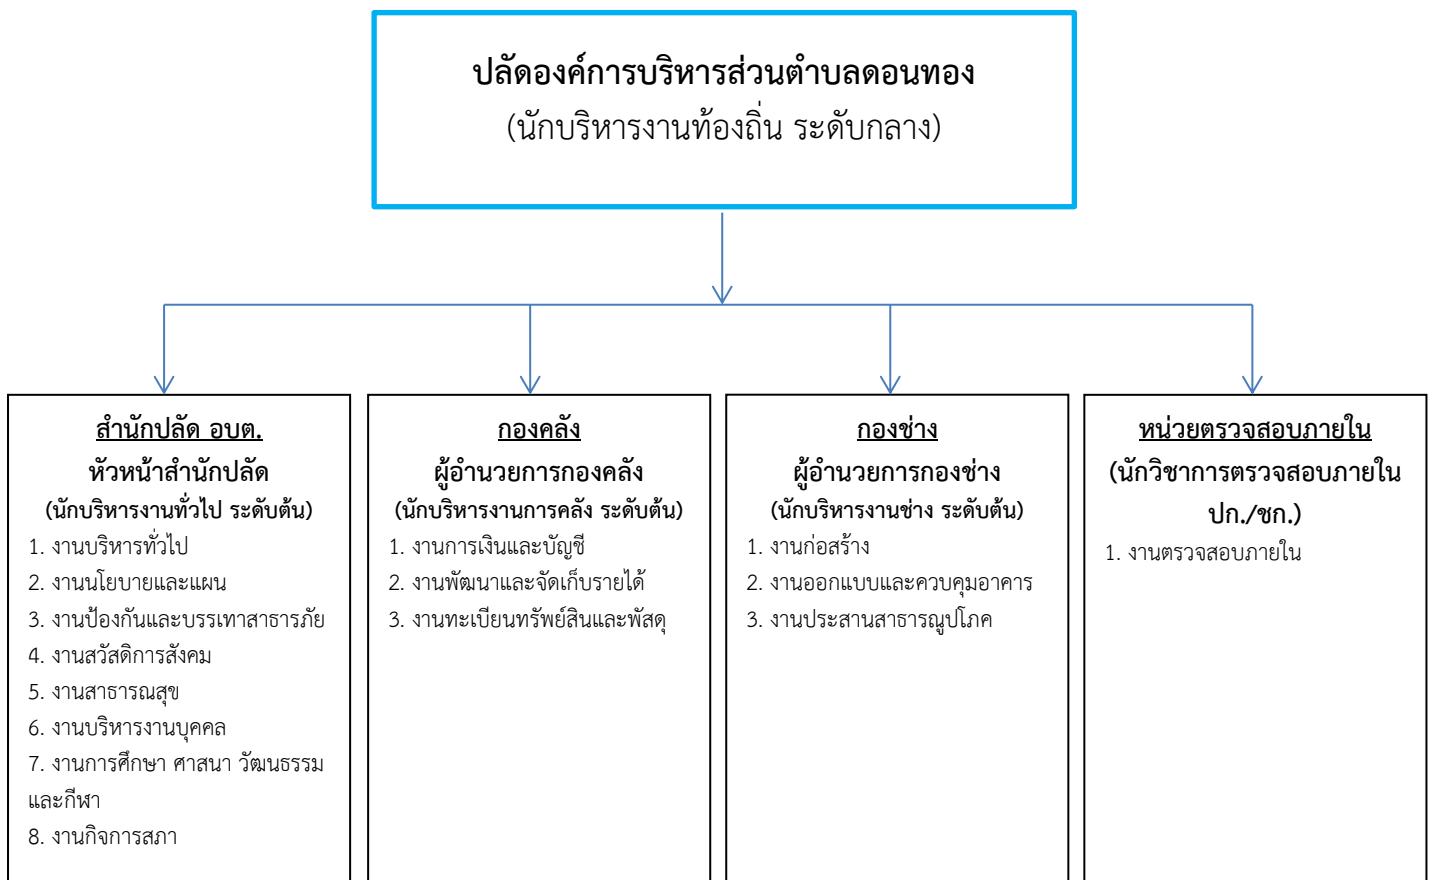 ปลัดองค์การบริหารส่วนตำบลดอนทอง
(นักบริหารงานท้องถิ่น ระดับกลาง)
สำนักปลัด อบต.
หัวหน้าสำนักปลัด
(นักบริหารงานทั่วไป ระดับต้น)
1. งานบริหารทั่วไป
2. งานนโยบายและแผน
3. งานป้องกันและบรรเทาสาธารภัย
4. งานสวัสดิการสังคม
5. งานสาธารณสุข
6. งานบริหารงานบุคคล
7. งานการศึกษา ศาสนา วัฒนธรรม
และกีฬา
8. งานกิจการสภา
กองคลัง
ผู้อำนวยการกองคลัง
(นักบริหารงานการคลัง ระดับต้น)
1. งานการเงินและบัญชี
2. งานพัฒนาและจัดเก็บรายได้
3. งานทะเบียนทรัพย์สินและพัสดุ
กองช่าง
ผู้อำนวยการกองช่าง
(นักบริหารงานช่าง ระดับต้น)
1. งานก่อสร้าง
2. งานออกแบบและควบคุมอาคาร
3. งานประสานสาธารณูปโภค
หน่วยตรวจสอบภายใน
(นักวิชาการตรวจสอบภายใน
ปก./ชก.)
1. งานตรวจสอบภายใน